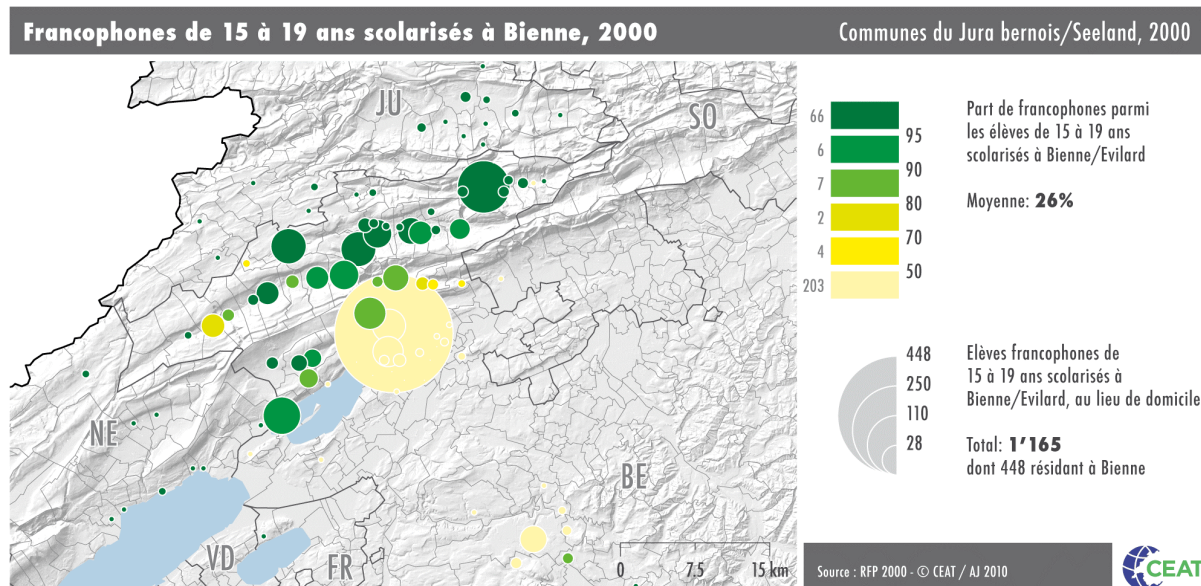 Francophones de 15 à 19 ans scolarisés à Bienne, 2000
Communes du Jura bernois/Seeland, 2000
JU
SO
NE
BE
VD
FR
0 7.5 15 km
66
6
7
2
4
203
95
90
80
70
50
Part de francophones parmi
les élèves de 15 à 19 ans
scolarisés à Bienne/Evilard
Moyenne: 26%
448
250
110
28
Elèves francophones de
15 à 19 ans scolarisés à
Bienne/Evilard, au lieu de domicile
Total: 1'165
dont 448 résidant à Bienne
Source : RFP 2000 - © CEAT / AJ 2010
CEAT